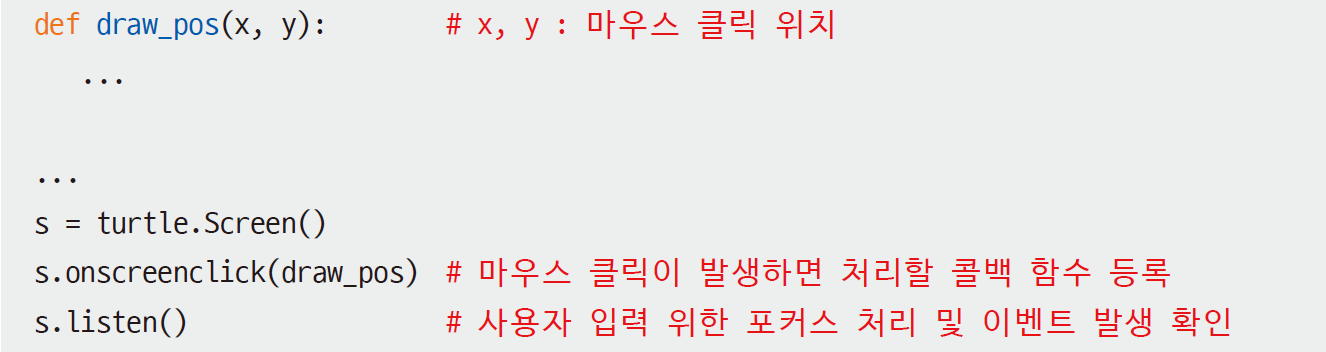 def draw_pos(x, y): # x, y : 마우스 클릭 위치
...
...
s = turtle.Screen()
s.onscreenclick(draw_pos) # 마우스 클릭이 발생하면 처리할 콜백 함수 등록
s.listen() # 사용자 입력 위한 포커스 처리 및 이벤트 발생 확인